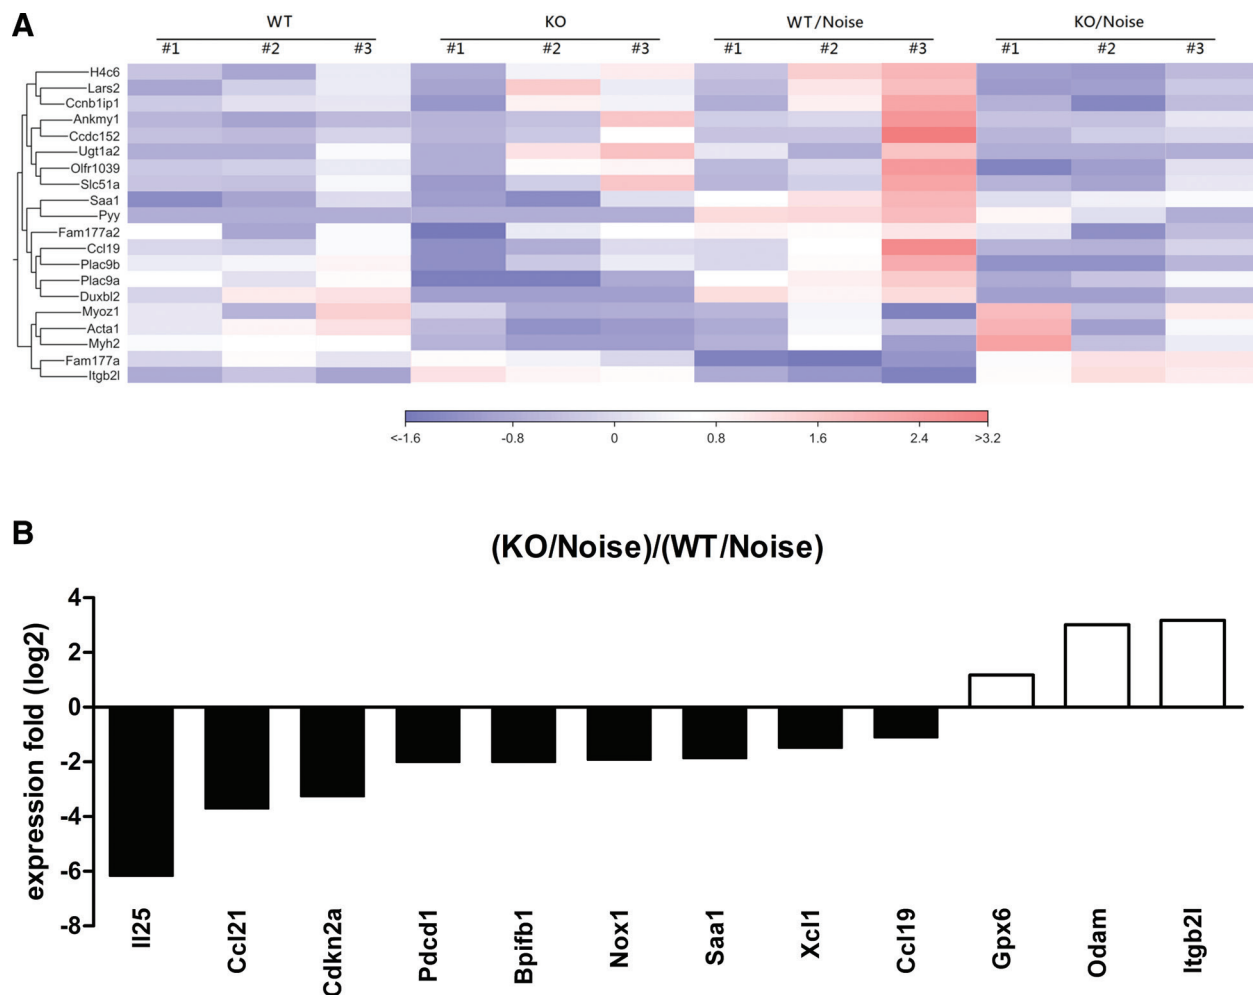 A
WT KO WT/Noise KO/Noise
#1 #2 #3 #1 #2 #3 #1 #2 #3 #1 #2 #3
H4c6
Lars2
Ccnb1ip1
Ankmy1
Ccdc152
Ugt1a2
Olfr1039
Slc51a
Saa1
Pyy
Fam177a2
Ccl19
Plac9b
Plac9a
Duxbl2
Myoz1
Acta1
Myh2
Fam177a
Itgb2l
<-1.6 -0.8 0 0.8 1.6 2.4 >3.2
B
(KO/Noise)/(WT/Noise)
expression fold (log2)
4
2
0
-2
-4
-6
-8
Il25 Ccl21 Cdkn2a Pdcd1 Bpifb1 Nox1 Saa1 Xcl1 Ccl19 Gpx6 Odam Itgb2l